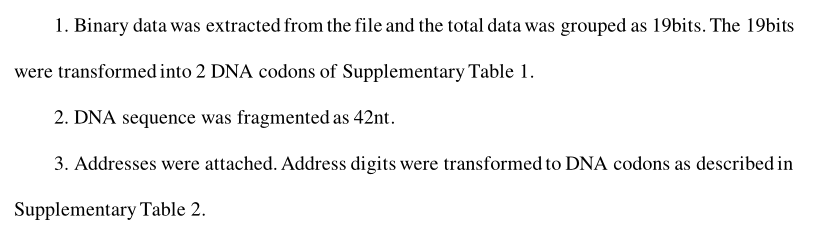 1. Binary data was extracted from the file and the total data was grouped as 19bits. The 19bits
were transformed into 2 DNA codons of Supplementary Table 1.
2. DNA sequence was fragmented as 42nt.
3. Addresses were attached. Address digits were transformed to DNA codons as described in
Supplementary Table 2.